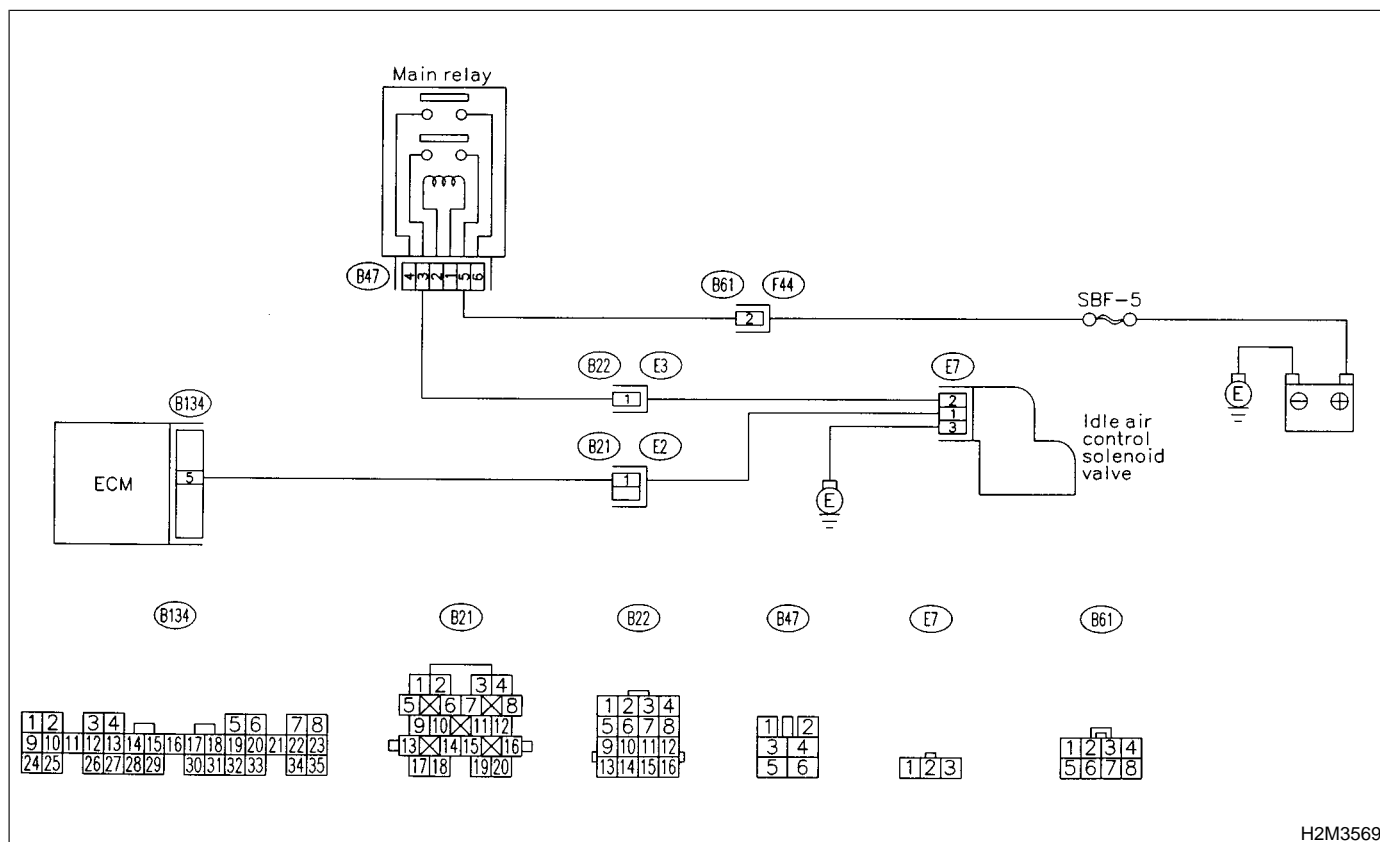 Main relay
B47
4 3 2 1 5 6
B61 F44
2
SBF-5
B22 E3
1
E7
2
1
3
E
⊖ ⊕
B134
ECM
5
B21 E2
1
E
Idle air
control
solenoid
valve
B134 B21 B22 B47 E7 B61
1 2 3 4 5 6 7 8
9 10 11 12 13 14 15 16 17 18 19 20 21 22 23
24 25 26 27 28 29 30 31 32 33 34 35
1 2 3 4
5 6 7 8
9 10 11 12
13 14 15 16
17 18 19 20
1 2 3 4
5 6 7 8
9 10 11 12
13 14 15 16
1 2
3 4
5 6
1 2 3
1 2 3 4
5 6 7 8
H2M3569